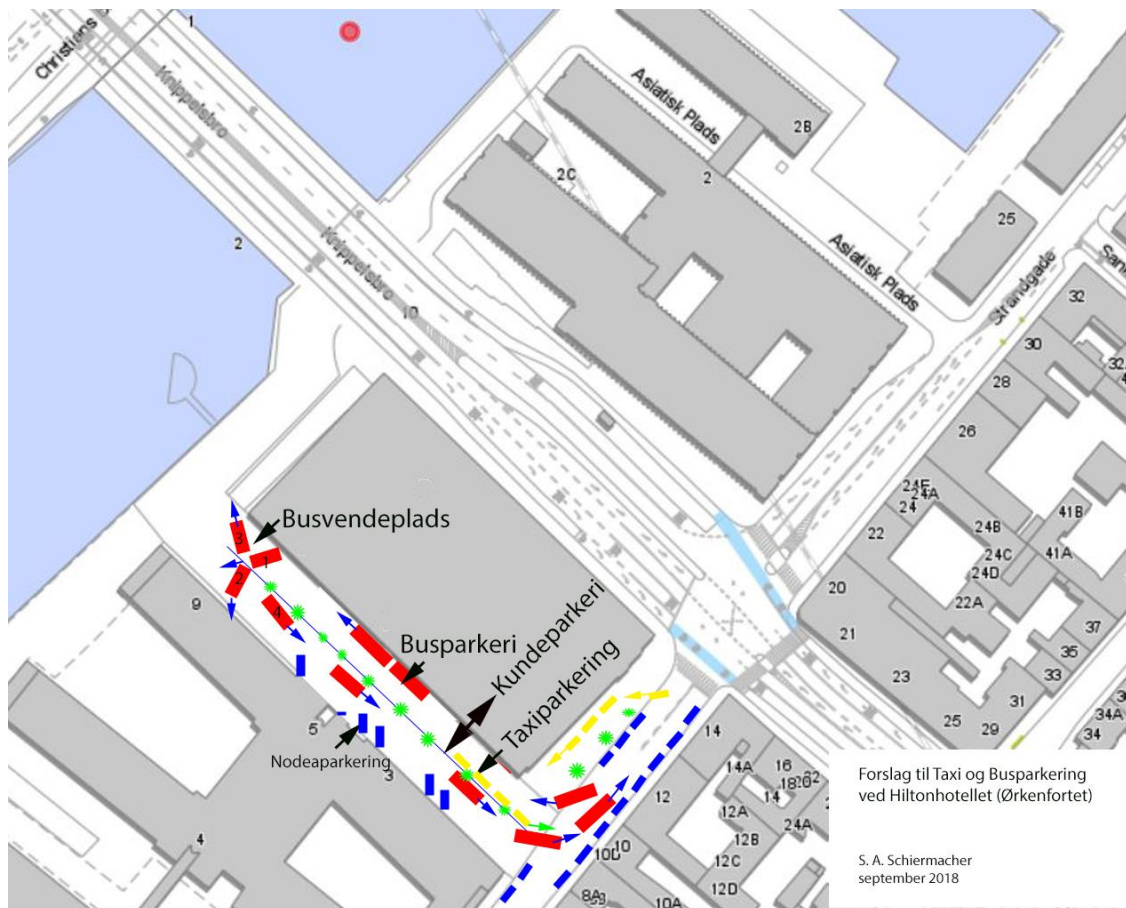 Christians
1
Knippelsbro
Asiatisk Plads
2B
2C
2
25
Asiatisk Plads
Strandgade
Knippelsbro
2
10
32
30
28
26
24E
24A
24
22
24B
24C
24D
22A
41B
41A
20
21
23
25
37
35
33
31
29
34A
34
Busvendeplads
3
1
2
4
9
Busparkeri
Kundeparkeri
Taxiparkering
5
Nodeaparkering
3
4
14
14A
16
14
12
12A
12B
12C
12D
24A
10D
10
8A
10A
Forslag til Taxi og Busparkering
ved Hiltonhotellet (Ørkenfortet)
S. A. Schiermacher
september 2018